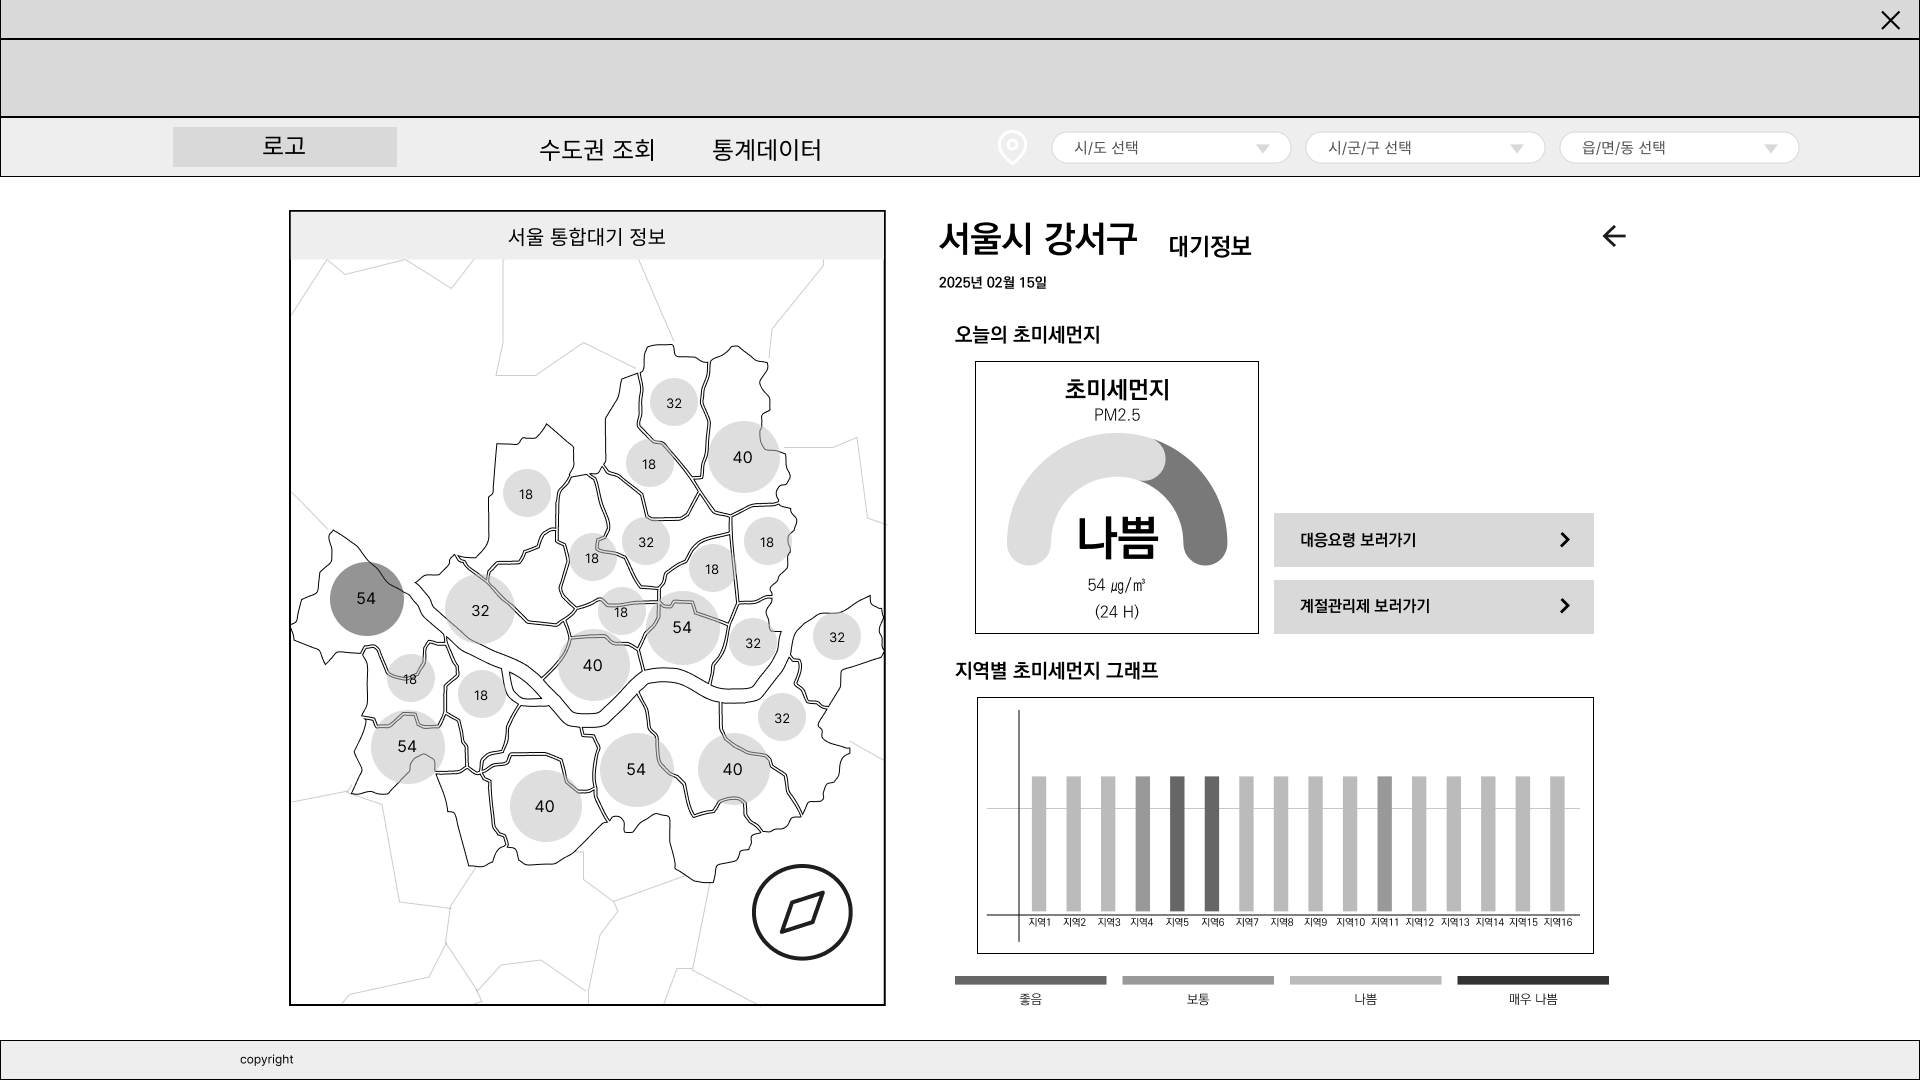 로고
수도권 조회
통계데이터
시/도 선택
시/군/구 선택
읍/면/동 선택
서울 통합대기 정보
32
40
18
18
32
18
18
18
54
32
18
54
32
32
40
18
18
32
54
54
40
40
서울시 강서구 대기정보
2025년 02월 15일
오늘의 초미세먼지
초미세먼지
PM2.5
나쁨
54 ㎍/㎥
(24 H)
대응요령 보러가기
계절관리제 보러가기
지역별 초미세먼지 그래프
지역1 지역2 지역3 지역4 지역5 지역6 지역7 지역8 지역9 지역10 지역11 지역12 지역13 지역14 지역15 지역16
좋음
보통
나쁨
매우 나쁨
copyright